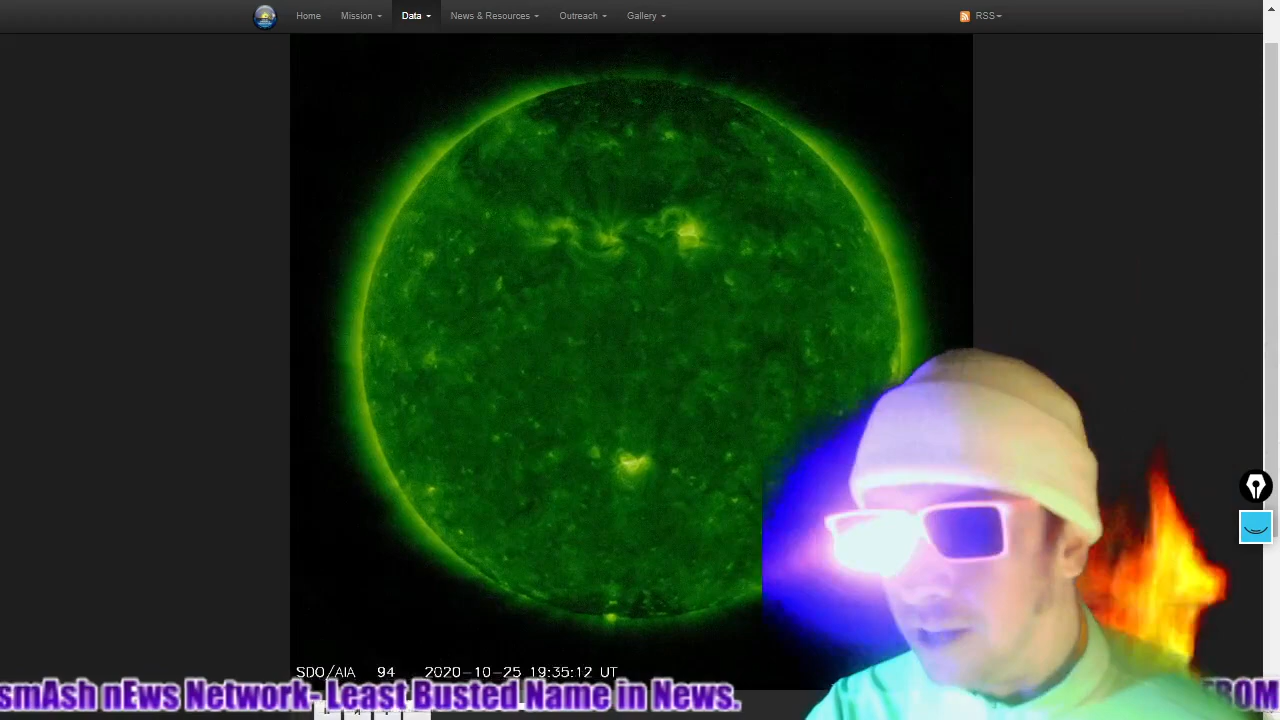 Home Mission Data News & Resources Outreach Gallery RSS
SDO/AIA 94 2020-10-25 19:35:12 UT
smAsh nEws Network- Least Busted Name in News. FROM